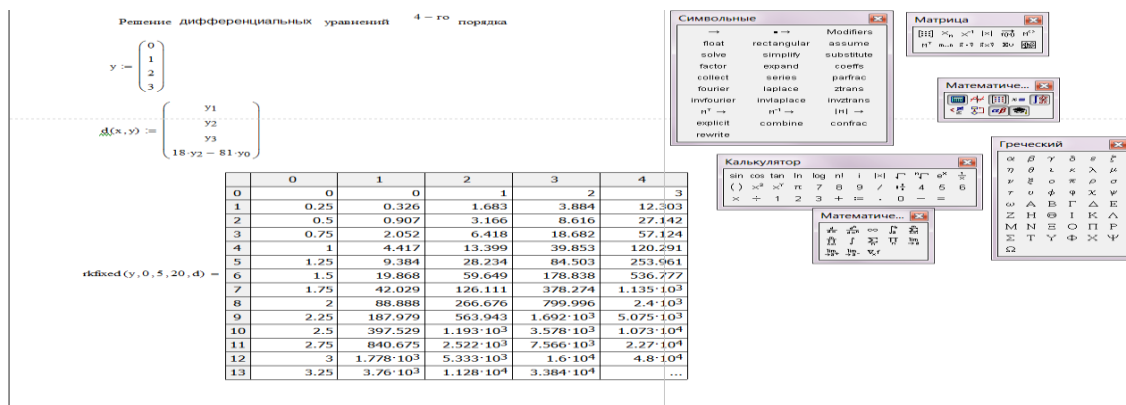 Решение дифференциальных уравнений 4 − го порядка
y := ( 0 1 2 3 )
d(x, y) := ( y1 y2 y3 18·y2 − 81·y0 )
rkfixed(y, 0, 5, 20, d) =
0 1 2 3 4
0 0 0 1 2 3
1 0.25 0.326 1.683 3.884 12.303
2 0.5 0.907 3.166 8.616 27.142
3 0.75 2.052 6.418 18.682 57.124
4 1 4.417 13.399 39.853 120.291
5 1.25 9.384 28.234 84.503 253.961
6 1.5 19.868 59.649 178.838 536.777
7 1.75 42.029 126.111 378.274 1.135·10³
8 2 88.888 266.676 799.996 2.4·10³
9 2.25 187.979 563.943 1.692·10³ 5.075·10³
10 2.5 397.529 1.193·10³ 3.578·10³ 1.073·10⁴
11 2.75 840.675 2.522·10³ 7.566·10³ 2.27·10⁴
12 3 1.778·10³ 5.333·10³ 1.6·10⁴ 4.8·10⁴
13 3.25 3.76·10³ 1.128·10⁴ 3.384·10⁴ ...
Символьные
→ ▪ → Modifiers
float rectangular assume
solve simplify substitute
factor expand coeffs
collect series parfrac
fourier laplace ztrans
invfourier invlaplace invztrans
мᵀ → м⁻¹ → |м| →
explicit combine confrac
rewrite
Матрица
Математиче...
Греческий
α β γ δ ε ζ
η θ ι κ λ μ
ν ξ ο π ρ σ
τ υ ϕ φ χ ψ
ω Α Β Γ Δ Ε
Ζ Η Θ Ι Κ Λ
Μ Ν Ξ Ο Π Ρ
Σ Τ Υ Φ Χ Ψ
Ω
Калькулятор
sin cos tan ln log n! i |×| √ ⁿ√ eˣ
( ) x² xʸ π 7 8 9 / 4 5 6
× ÷ 1 2 3 + := . 0 − =
Математиче...